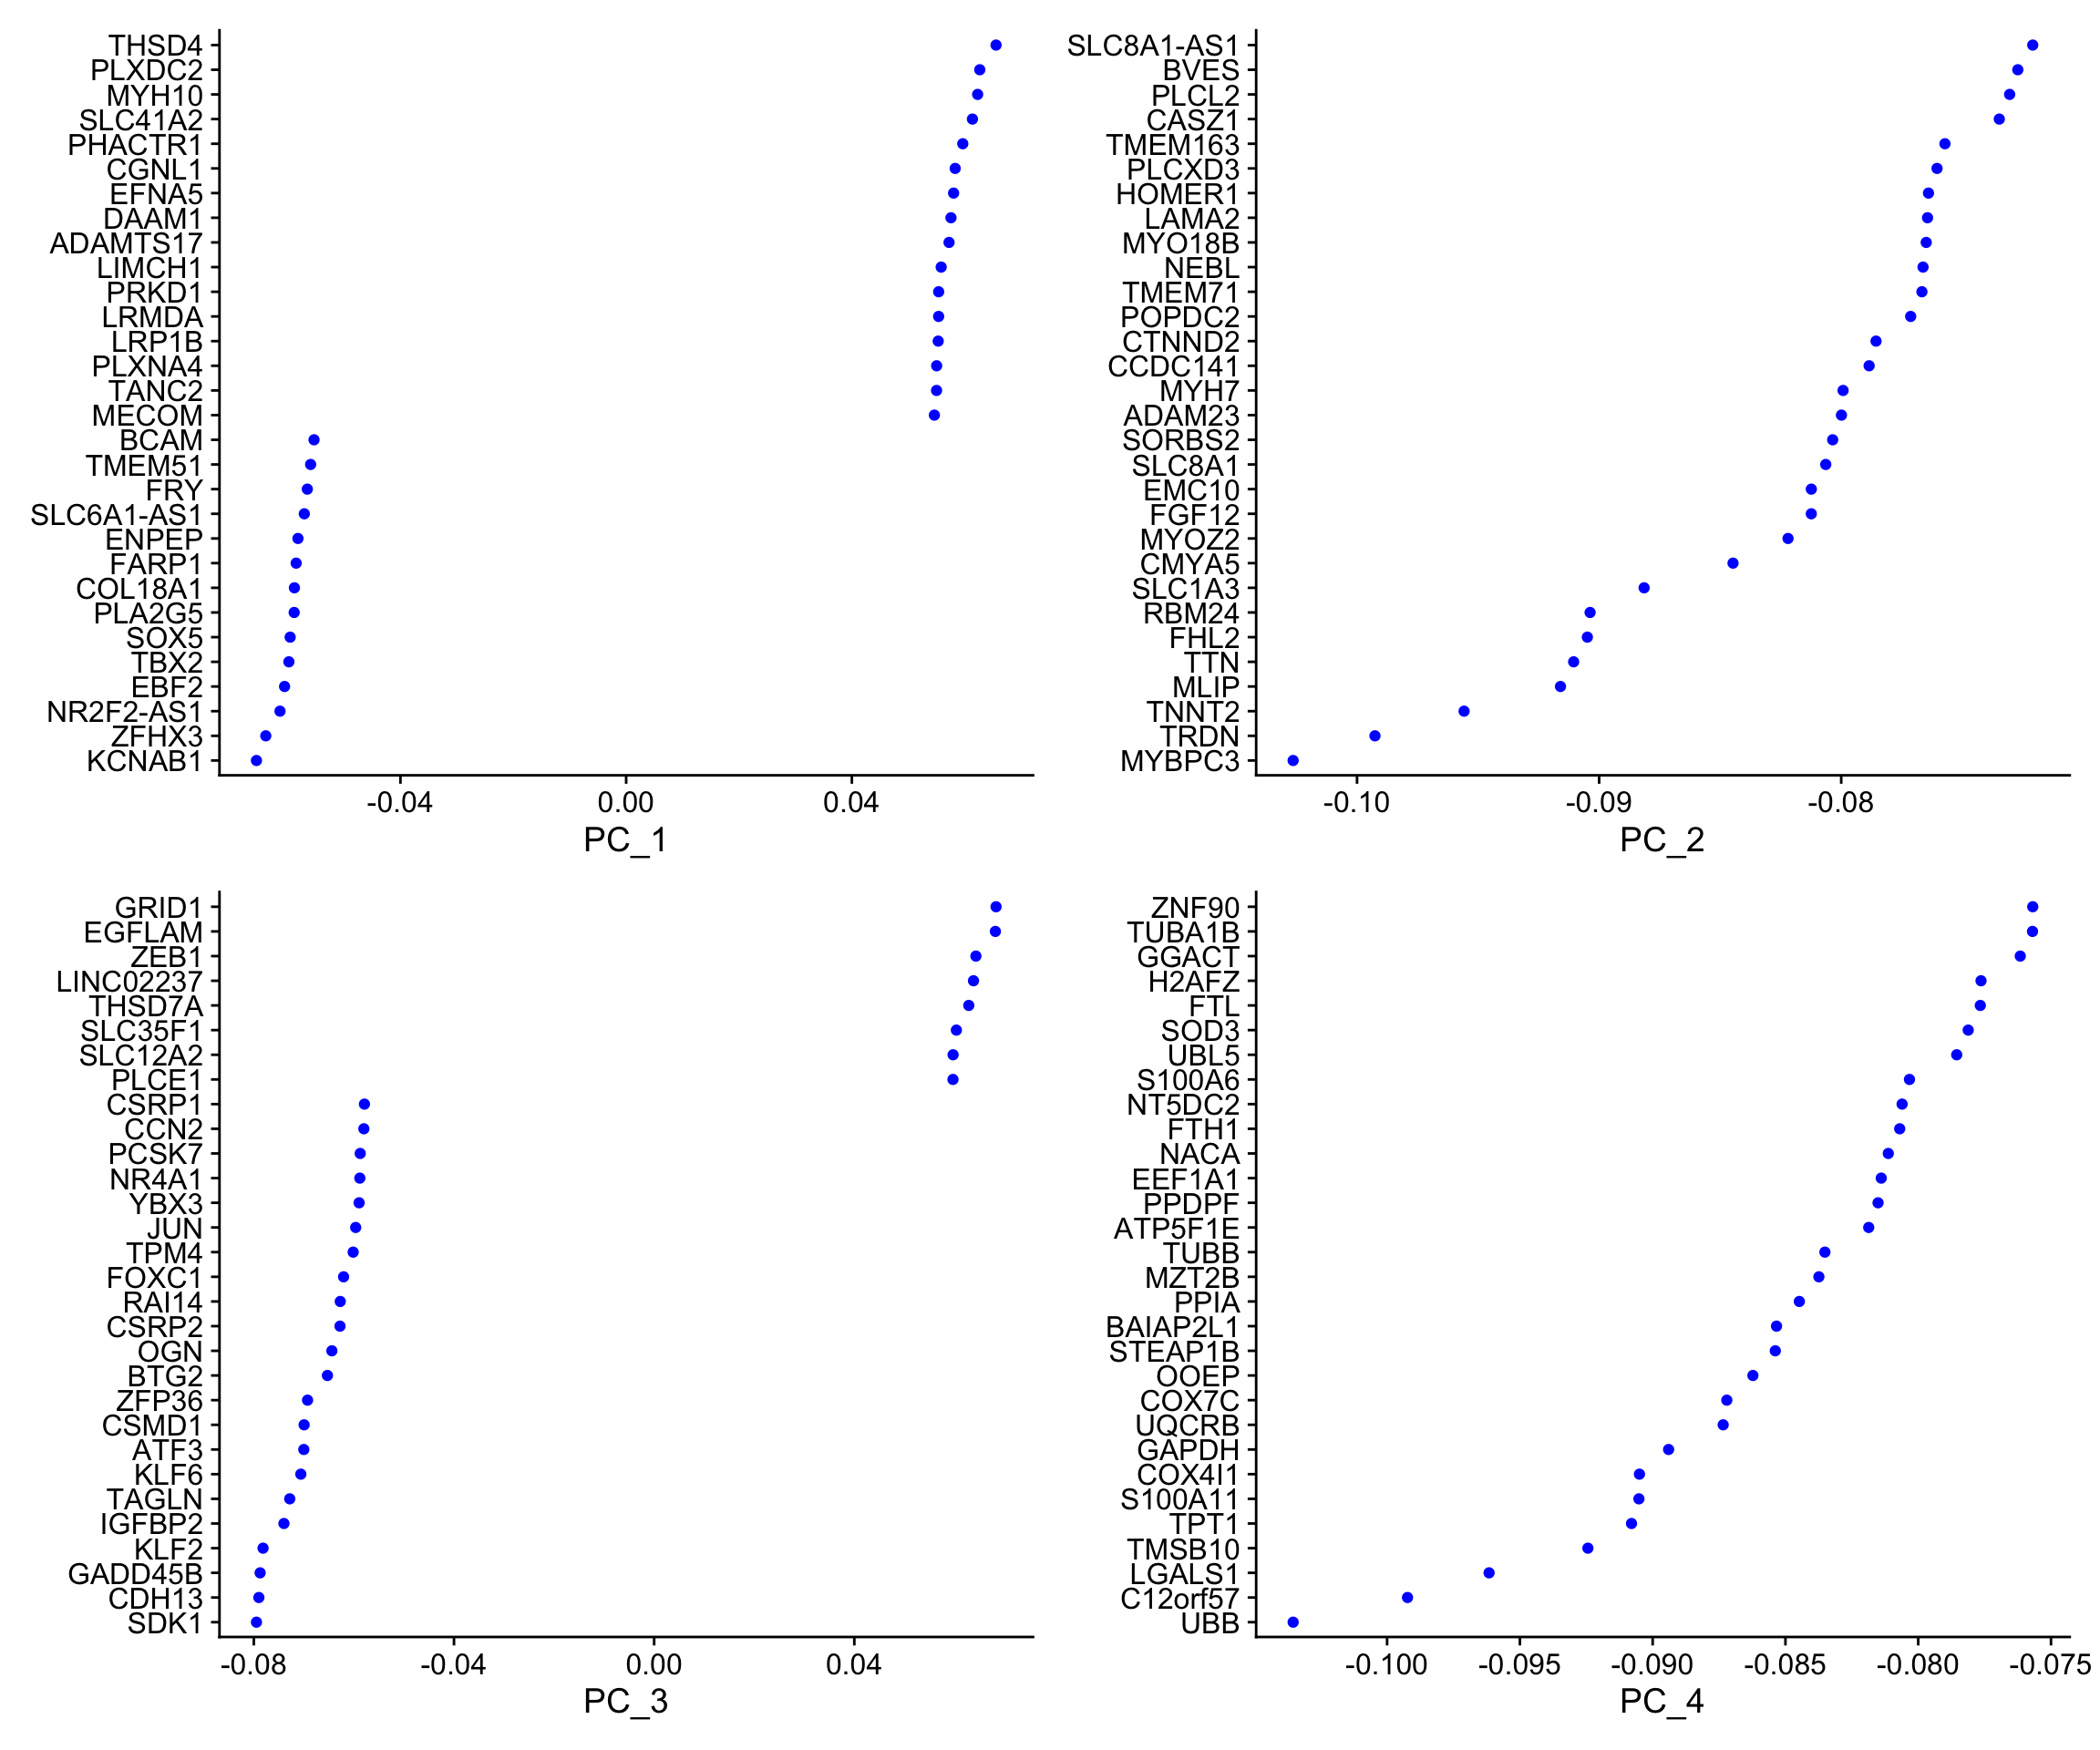 THSD4
PLXDC2
MYH10
SLC41A2
PHACTR1
CGNL1
EFNA5
DAAM1
ADAMTS17
LIMCH1
PRKD1
LRMDA
LRP1B
PLXNA4
TANC2
MECOM
BCAM
TMEM51
FRY
SLC6A1-AS1
ENPEP
FARP1
COL18A1
PLA2G5
SOX5
TBX2
EBF2
NR2F2-AS1
ZFHX3
KCNAB1
-0.04 0.00 0.04
PC_1
SLC8A1-AS1
BVES
PLCL2
CASZ1
TMEM163
PLCXD3
HOMER1
LAMA2
MYO18B
NEBL
TMEM71
POPDC2
CTNND2
CCDC141
MYH7
ADAM23
SORBS2
SLC8A1
EMC10
FGF12
MYOZ2
CMYA5
SLC1A3
RBM24
FHL2
TTN
MLIP
TNNT2
TRDN
MYBPC3
-0.10 -0.09 -0.08
PC_2
GRID1
EGFLAM
ZEB1
LINC02237
THSD7A
SLC35F1
SLC12A2
PLCE1
CSRP1
CCN2
PCSK7
NR4A1
YBX3
JUN
TPM4
FOXC1
RAI14
CSRP2
OGN
BTG2
ZFP36
CSMD1
ATF3
KLF6
TAGLN
IGFBP2
KLF2
GADD45B
CDH13
SDK1
-0.08 -0.04 0.00 0.04
PC_3
ZNF90
TUBA1B
GGACT
H2AFZ
FTL
SOD3
UBL5
S100A6
NT5DC2
FTH1
NACA
EEF1A1
PPDPF
ATP5F1E
TUBB
MZT2B
PPIA
BAIAP2L1
STEAP1B
OOEP
COX7C
UQCRB
GAPDH
COX4I1
S100A11
TPT1
TMSB10
LGALS1
C12orf57
UBB
-0.100 -0.095 -0.090 -0.085 -0.080 -0.075
PC_4